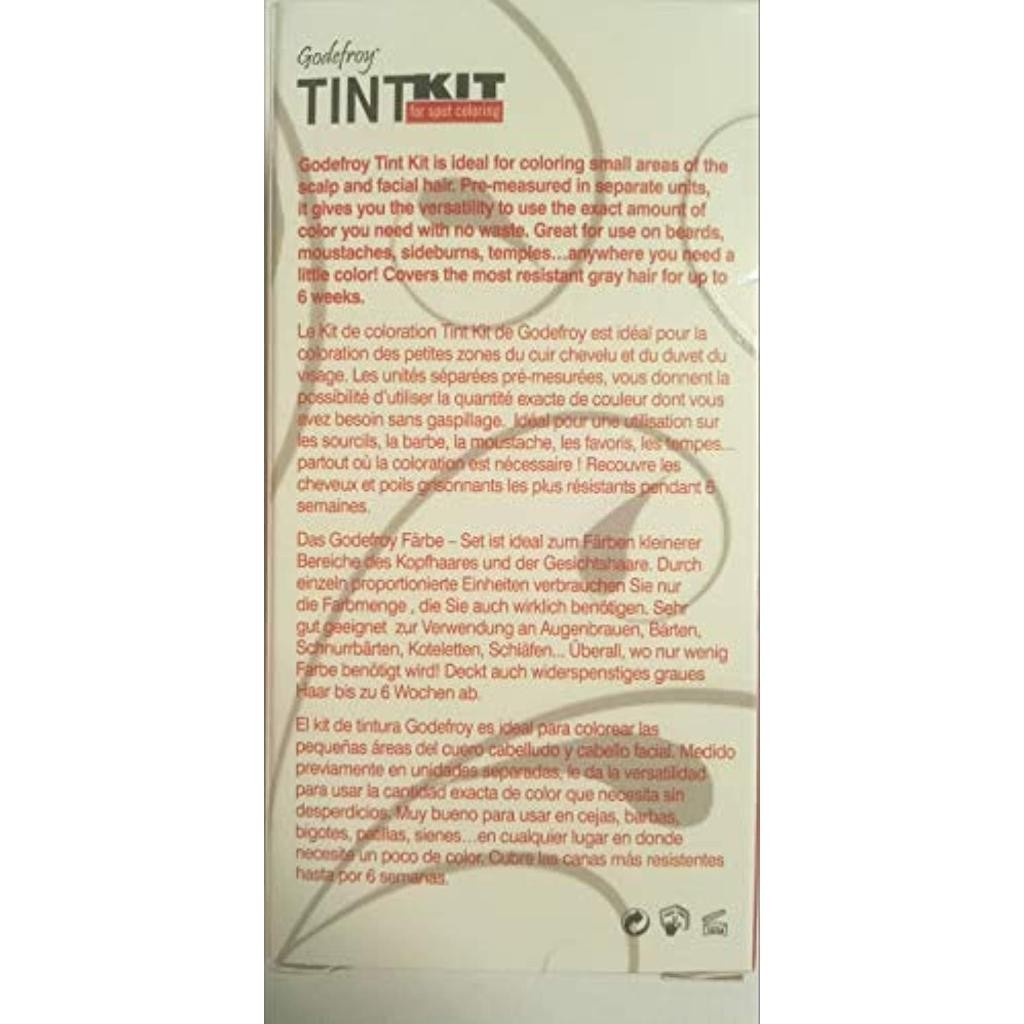 Godefroy
TINTKIT
for spot coloring
Godefroy Tint Kit is ideal for coloring small areas of the
scalp and facial hair. Pre-measured in separate units,
it gives you the versatility to use the exact amount of
color you need with no waste. Great for use on beards,
moustaches, sideburns, temples...anywhere you need a
little color! Covers the most resistant gray hair for up to
6 weeks.
Le Kit de coloration Tint Kit de Godefroy est idéal pour la
coloration des petites zones du cuir chevelu et du duvet du
visage. Les unités séparées pré-mesurées, vous donnent la
possibilité d'utiliser la quantité exacte de couleur dont vous
avez besoin sans gaspillage. Idéal pour une utilisation sur
les sourcils, la barbe, la moustache, les favoris, les tempes...
partout où la coloration est nécessaire ! Recouvre les
cheveux et poils grisonnants les plus résistants pendant 6
semaines.
Das Godefroy Färbe – Set ist ideal zum Färben kleinerer
Bereiche des Kopfhaares und der Gesichtshaare. Durch
einzeln proportionierte Einheiten verbrauchen Sie nur
die Farbmenge , die Sie auch wirklich benötigen. Sehr
gut geeignet zur Verwendung an Augenbrauen, Bärten,
Schnurrbärten, Koteletten, Schläfen... Überall, wo nur wenig
Farbe benötigt wird! Deckt auch widerspenstiges graues
Haar bis zu 6 Wochen ab.
El kit de tintura Godefroy es ideal para colorear las
pequeñas áreas del cuero cabelludo y cabello facial. Medido
previamente en unidades separadas, le da la versatilidad
para usar la cantidad exacta de color que necesita sin
desperdicios. Muy bueno para usar en cejas, barbas,
bigotes, patillas, sienes...en cualquier lugar en donde
necesite un poco de color. Cubre las canas más resistentes
hasta por 6 semanas.